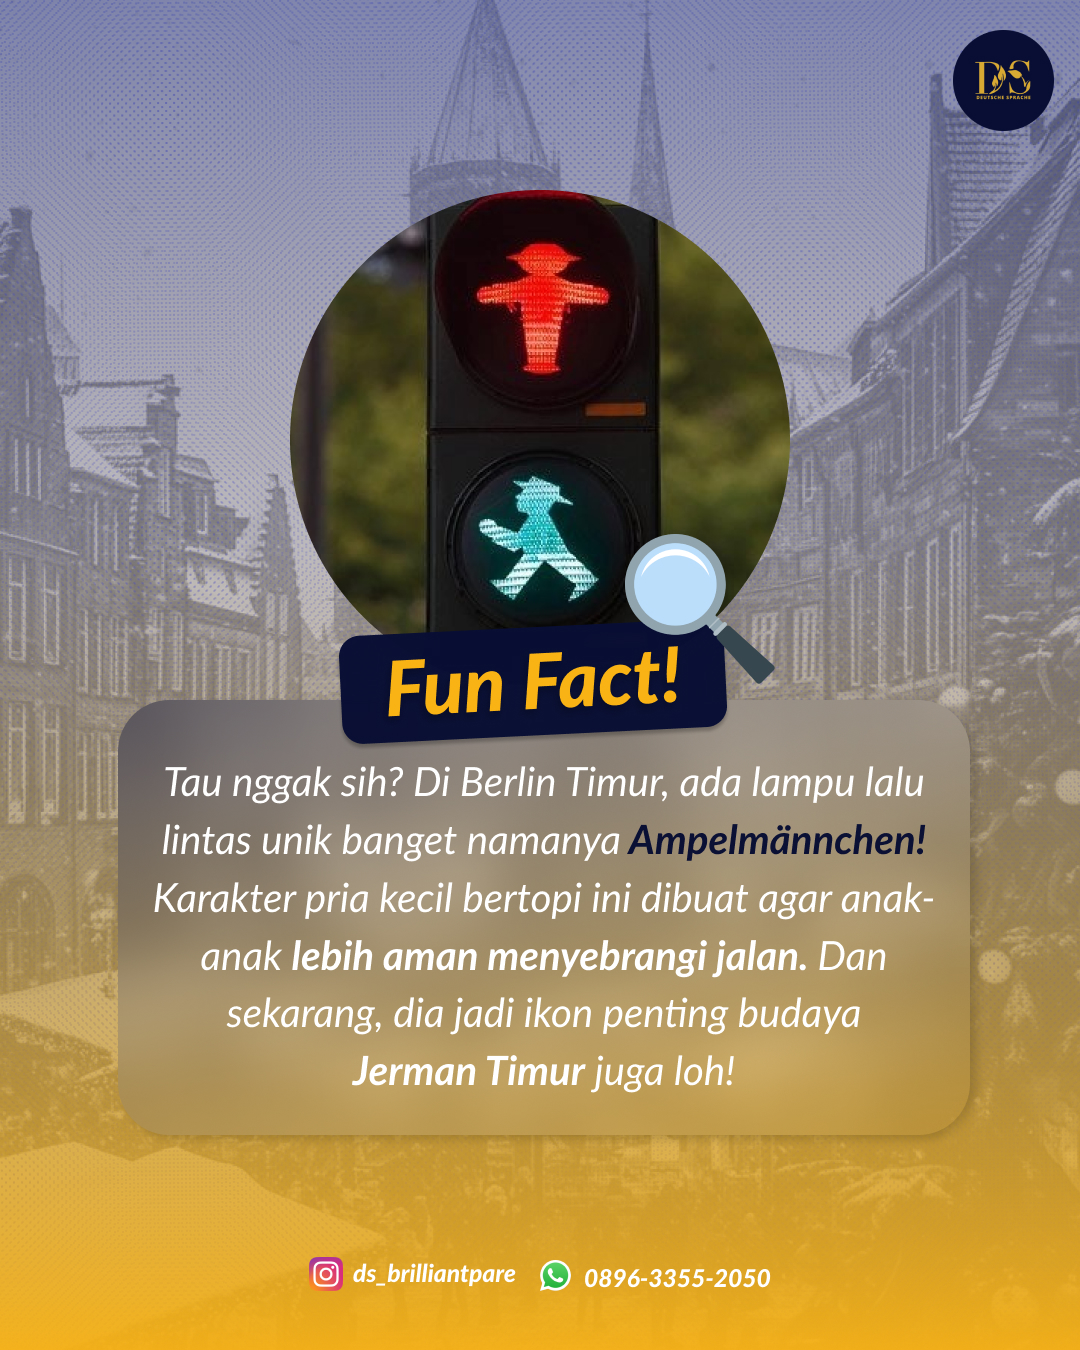 DS
DEUTSCHE SPRACHE
Fun Fact!
Tau nggak sih? Di Berlin Timur, ada lampu lalu
lintas unik banget namanya Ampelmännchen!
Karakter pria kecil bertopi ini dibuat agar anak-
anak lebih aman menyebrangi jalan. Dan
sekarang, dia jadi ikon penting budaya
Jerman Timur juga loh!
ds_brilliantpare
0896-3355-2050